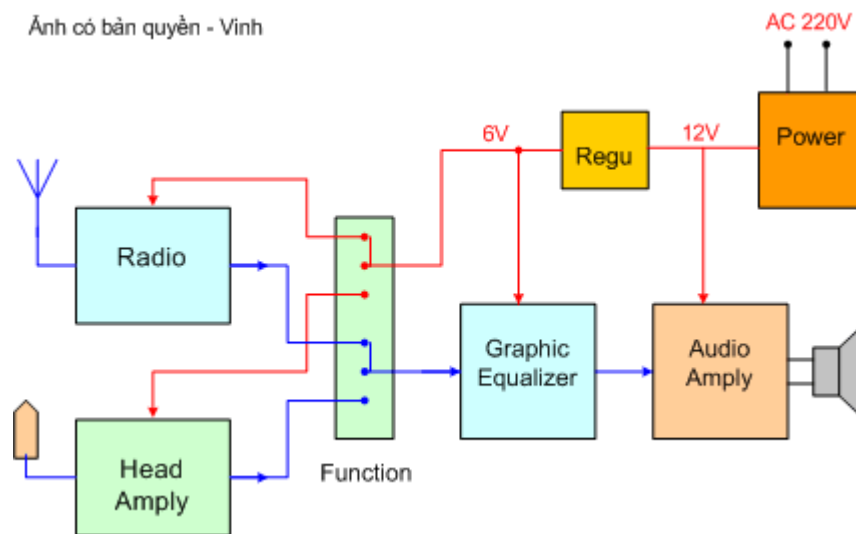 Ảnh có bản quyền - Vinh
AC 220V
6V
Regu
12V
Power
Radio
Graphic
Equalizer
Audio
Amply
Head
Amply
Function